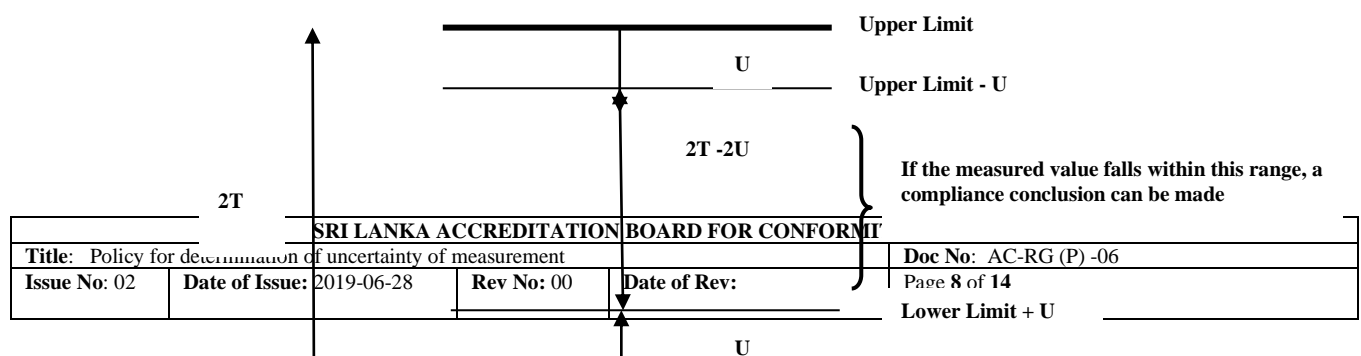 Upper Limit
U
Upper Limit - U
2T -2U
If the measured value falls within this range, a
compliance conclusion can be made
2T
SRI LANKA ACCREDITATION BOARD FOR
Title: Policy for determination of uncertainty of measurement
Doc No: AC-RG (P) -06
Issue No: 02
Date of Issue: 2019-06-28
Rev No: 00
Date of Rev:
Page 8 of 14
Lower Limit + U
U